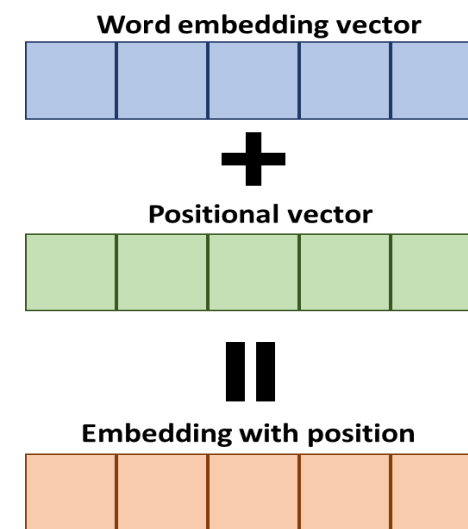 Word embedding vector
+
Positional vector
=
Embedding with position